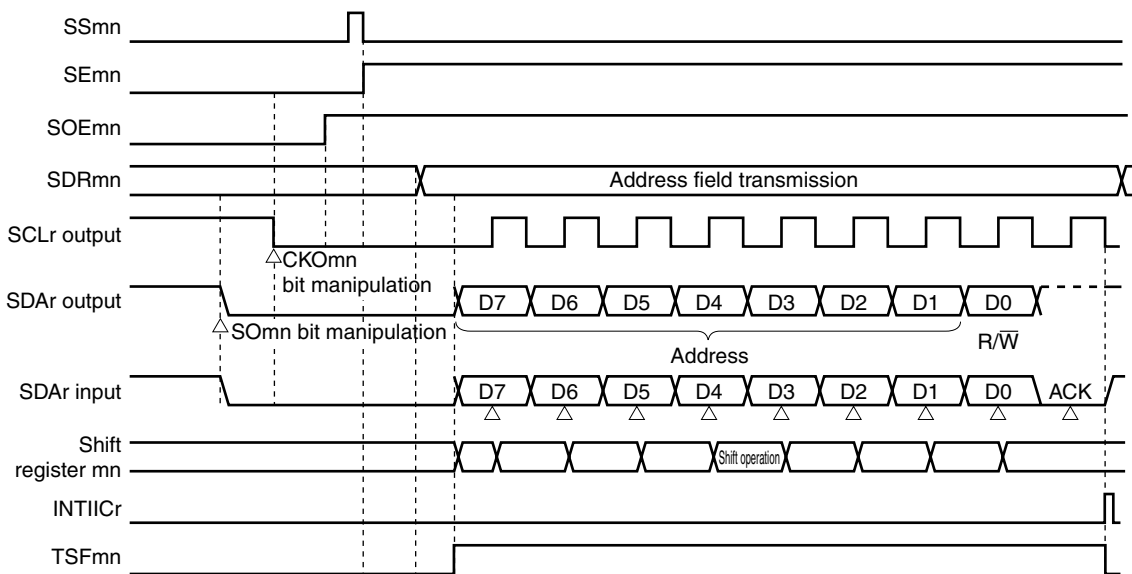 SSmn
SEmn
SOEmn
SDRmn Address field transmission
SCLr output
CKOmn
bit manipulation
SDAr output D7 D6 D5 D4 D3 D2 D1 D0
SOmn bit manipulation
Address
R/W
SDAr input D7 D6 D5 D4 D3 D2 D1 D0 ACK
Shift
register mn
Shift operation
INTIICr
TSFmn